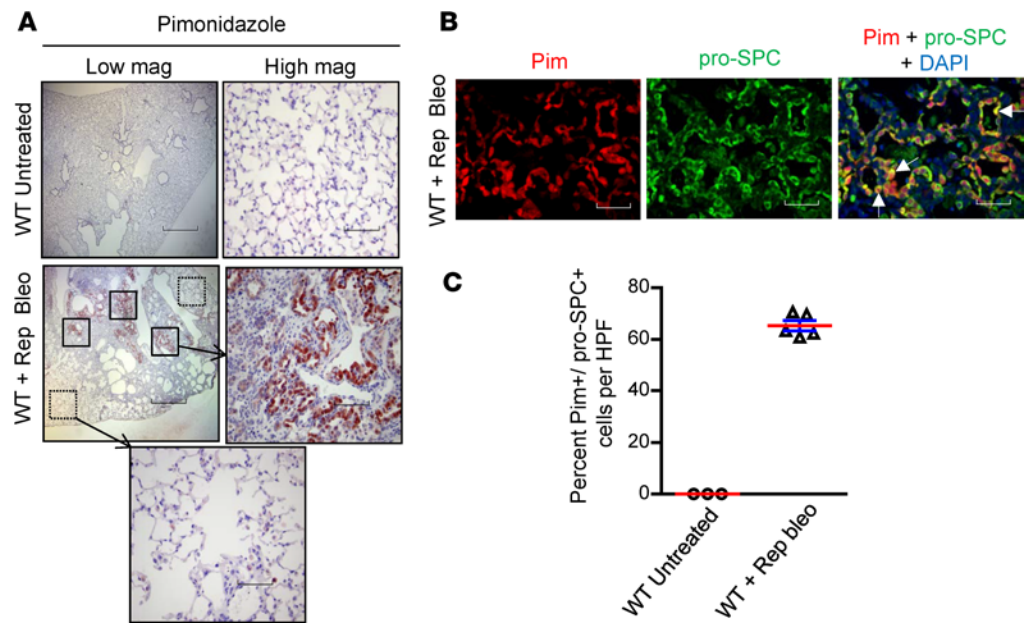 A
Pimonidazole
Low mag
High mag
WT Untreated
WT + Rep Bleo
B
Pim
pro-SPC
Pim + pro-SPC
+ DAPI
WT + Rep Bleo
C
Percent Pim+/ pro-SPC+
cells per HPF
80
60
40
20
0
WT Untreated
WT + Rep bleo